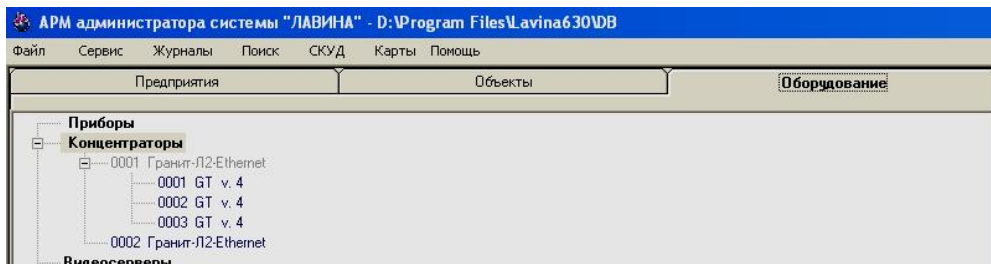 АРМ администратора системы "ЛАВИНА" - D:\Program Files\Lavina630\DB
Файл Сервис Журналы Поиск СКУД Карты Помощь
Предприятия Объекты Оборудование
Приборы
Концентраторы
0001 Гранит-Л2-Ethernet
0001 GT v. 4
0002 GT v. 4
0003 GT v. 4
0002 Гранит-Л2-Ethernet
Видеосерверы